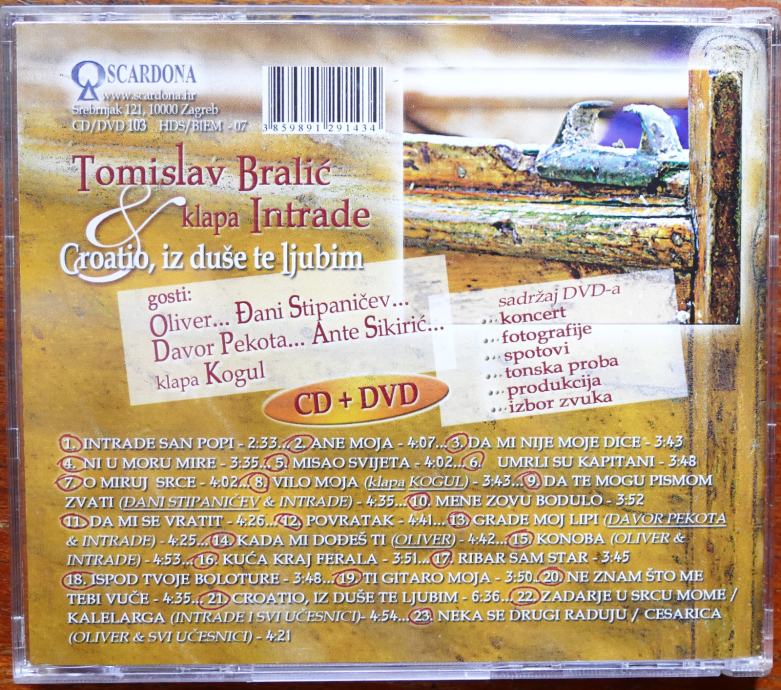 SCARDONA
www.scardona.hr
Srebrnjak 121, 10000 Zagreb
CD/DVD 103 HDS/BIEM - 07
3859891291434
Tomislav Bralić
&
klapa Intrade
Croatio, iz duše te ljubim
gosti:
Oliver... Đani Stipaničev...
Davor Pekota... Ante Sikirić...
klapa Kogul
sadržaj DVD-a
...koncert
...fotografije
...spotovi
...tonska proba
...produkcija
...izbor zvuka
CD + DVD
1. INTRADE SAN POPI - 2:33...2. ANE MOJA - 4:07...3. DA MI NIJE MOJE DICE - 3:43
4. NI U MORU MIRE - 3:35...5. MISAO SVIJETA - 4:02...6. UMRLI SU KAPITANI - 3:48
7. O MIRUJ SRCE - 4:02...8. VILO MOJA (klapa KOGUL) - 3:43...9. DA TE MOGU PISMOM
ZVATI (ĐANI STIPANIČEV & INTRADE) - 4:35...10. MENE ZOVU BODULO - 3:52
11. DA MI SE VRATIT - 4:26...12. POVRATAK - 4:41...13. GRADE MOJ LIPI (DAVOR PEKOTA
& INTRADE) - 4:25...14. KADA MI DOĐEŠ TI (OLIVER) - 4:42...15. KONOBA (OLIVER &
INTRADE) - 4:53...16. KUĆA KRAJ FERALA - 3:51...17. RIBAR SAM STAR - 3:45
18. ISPOD TVOJE BOLOTURE - 3:48...19. TI GITARO MOJA - 3:50...20. NE ZNAM ŠTO ME
TEBI VUČE - 4:35...21. CROATIO, IZ DUŠE TE LJUBIM - 6:36...22. ZADARJE U SRCU MOME /
KALELARGA (INTRADE I SVI UČESNICI) - 4:54...23. NEKA SE DRUGI RADUJU / CESARICA
(OLIVER & SVI UČESNICI) - 4:21